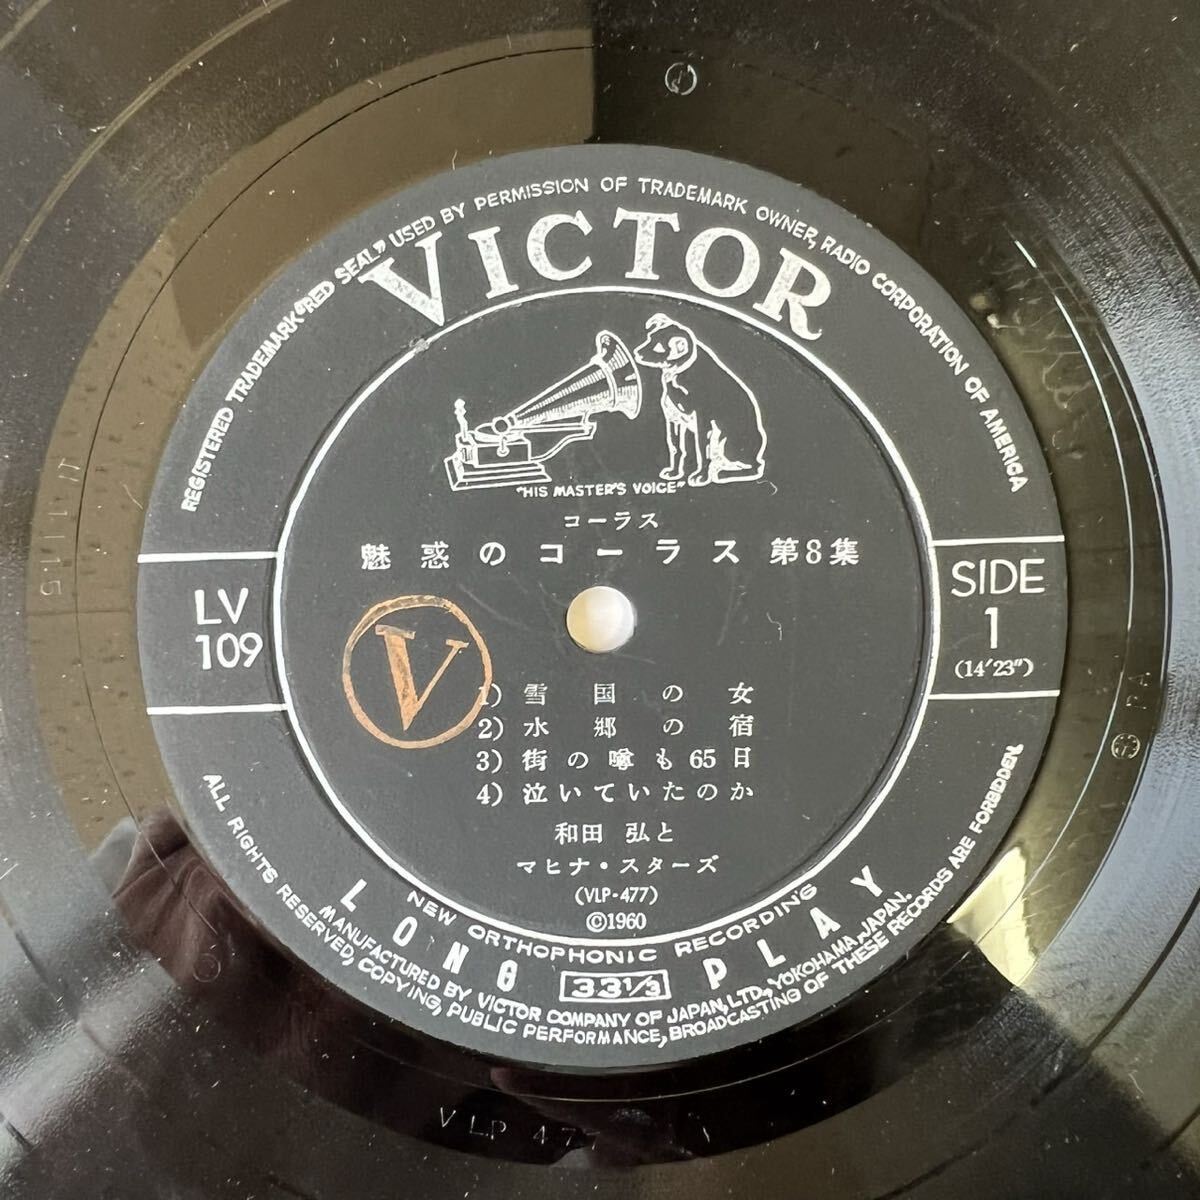 REGISTERED TRADEMARK "RED SEAL" USED BY PERMISSION OF TRADEMARK OWNER, RADIO CORPORATION OF AMERICA
VICTOR
"HIS MASTER'S VOICE"
コーラス
魅惑のコーラス 第8集
LV
109
SIDE
1
(14′23″)
V
1) 雪国の女
2) 水郷の宿
3) 街の噂も65日
4) 泣いていたのか
和田 弘と
マヒナ・スターズ
(VLP-477)
©1960
NEW ORTHOPHONIC RECORDING
LONG PLAY
33 1/3
MANUFACTURED BY VICTOR COMPANY OF JAPAN, LTD., YOKOHAMA, JAPAN.
ALL RIGHTS RESERVED, COPYING, PUBLIC PERFORMANCE, BROADCASTING OF THESE RECORDS ARE FORBIDDEN.
VLP 477